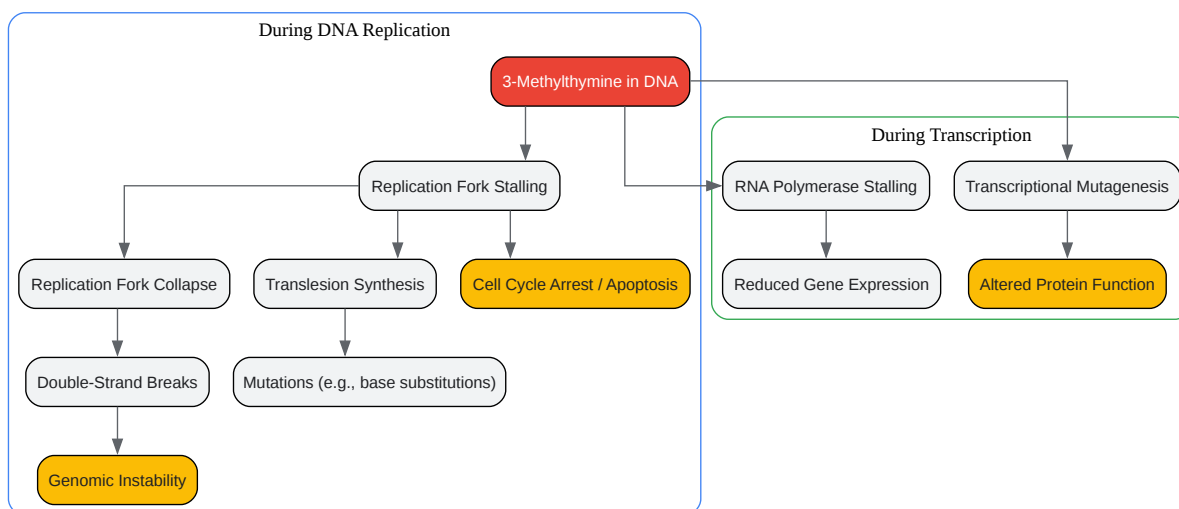 During DNA Replication
3-Methylthymine in DNA
During Transcription
Replication Fork Stalling
RNA Polymerase Stalling
Transcriptional Mutagenesis
Replication Fork Collapse
Translesion Synthesis
Cell Cycle Arrest / Apoptosis
Reduced Gene Expression
Altered Protein Function
Double-Strand Breaks
Mutations (e.g., base substitutions)
Genomic Instability